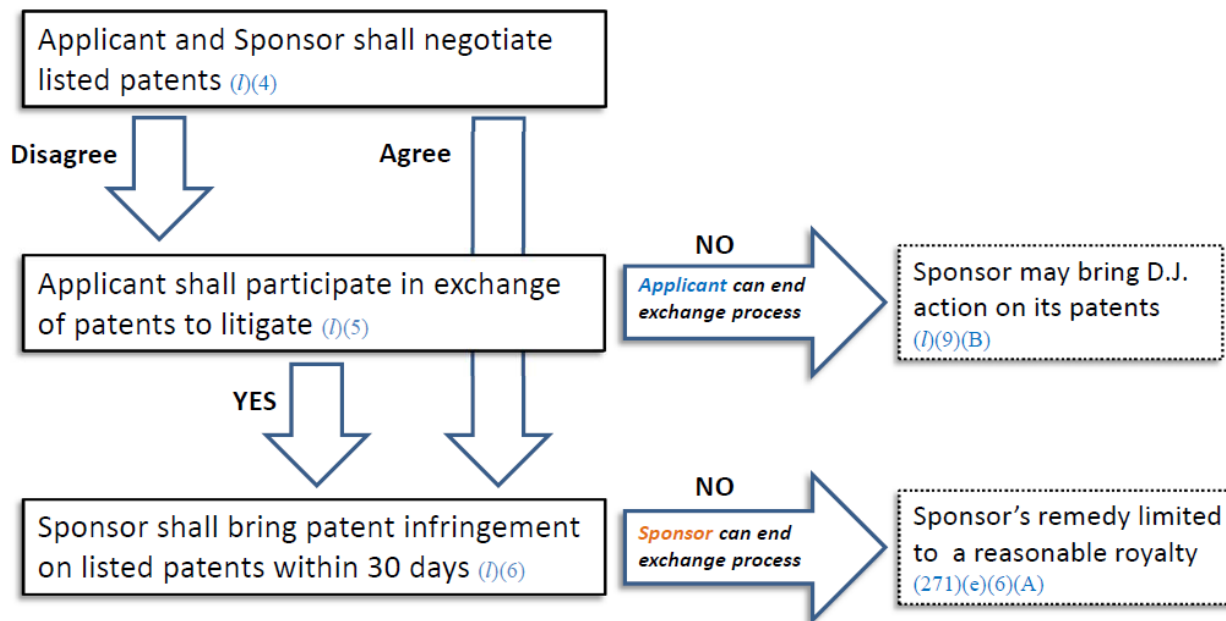 Applicant and Sponsor shall negotiate
listed patents (l)(4)
Disagree
Agree
Applicant shall participate in exchange
of patents to litigate (l)(5)
NO
Applicant can end
exchange process
Sponsor may bring D.J.
action on its patents
(l)(9)(B)
YES
Sponsor shall bring patent infringement
on listed patents within 30 days (l)(6)
NO
Sponsor can end
exchange process
Sponsor’s remedy limited
to a reasonable royalty
(271)(e)(6)(A)